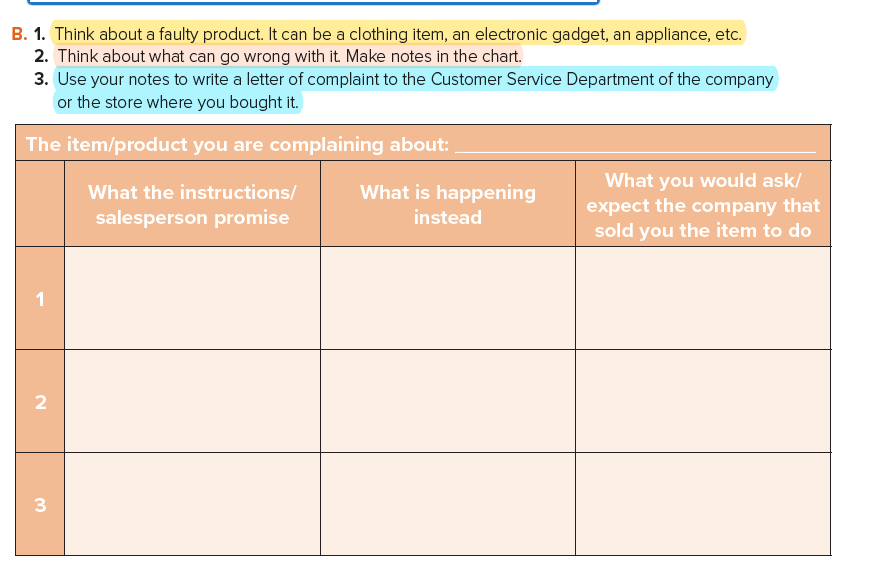 B. 1. Think about a faulty product. It can be a clothing item, an electronic gadget, an appliance, etc.
2. Think about what can go wrong with it. Make notes in the chart.
3. Use your notes to write a letter of complaint to the Customer Service Department of the company
or the store where you bought it.
The item/product you are complaining about: ______________________________
What the instructions/
salesperson promise
What is happening
instead
What you would ask/
expect the company that
sold you the item to do
1
2
3